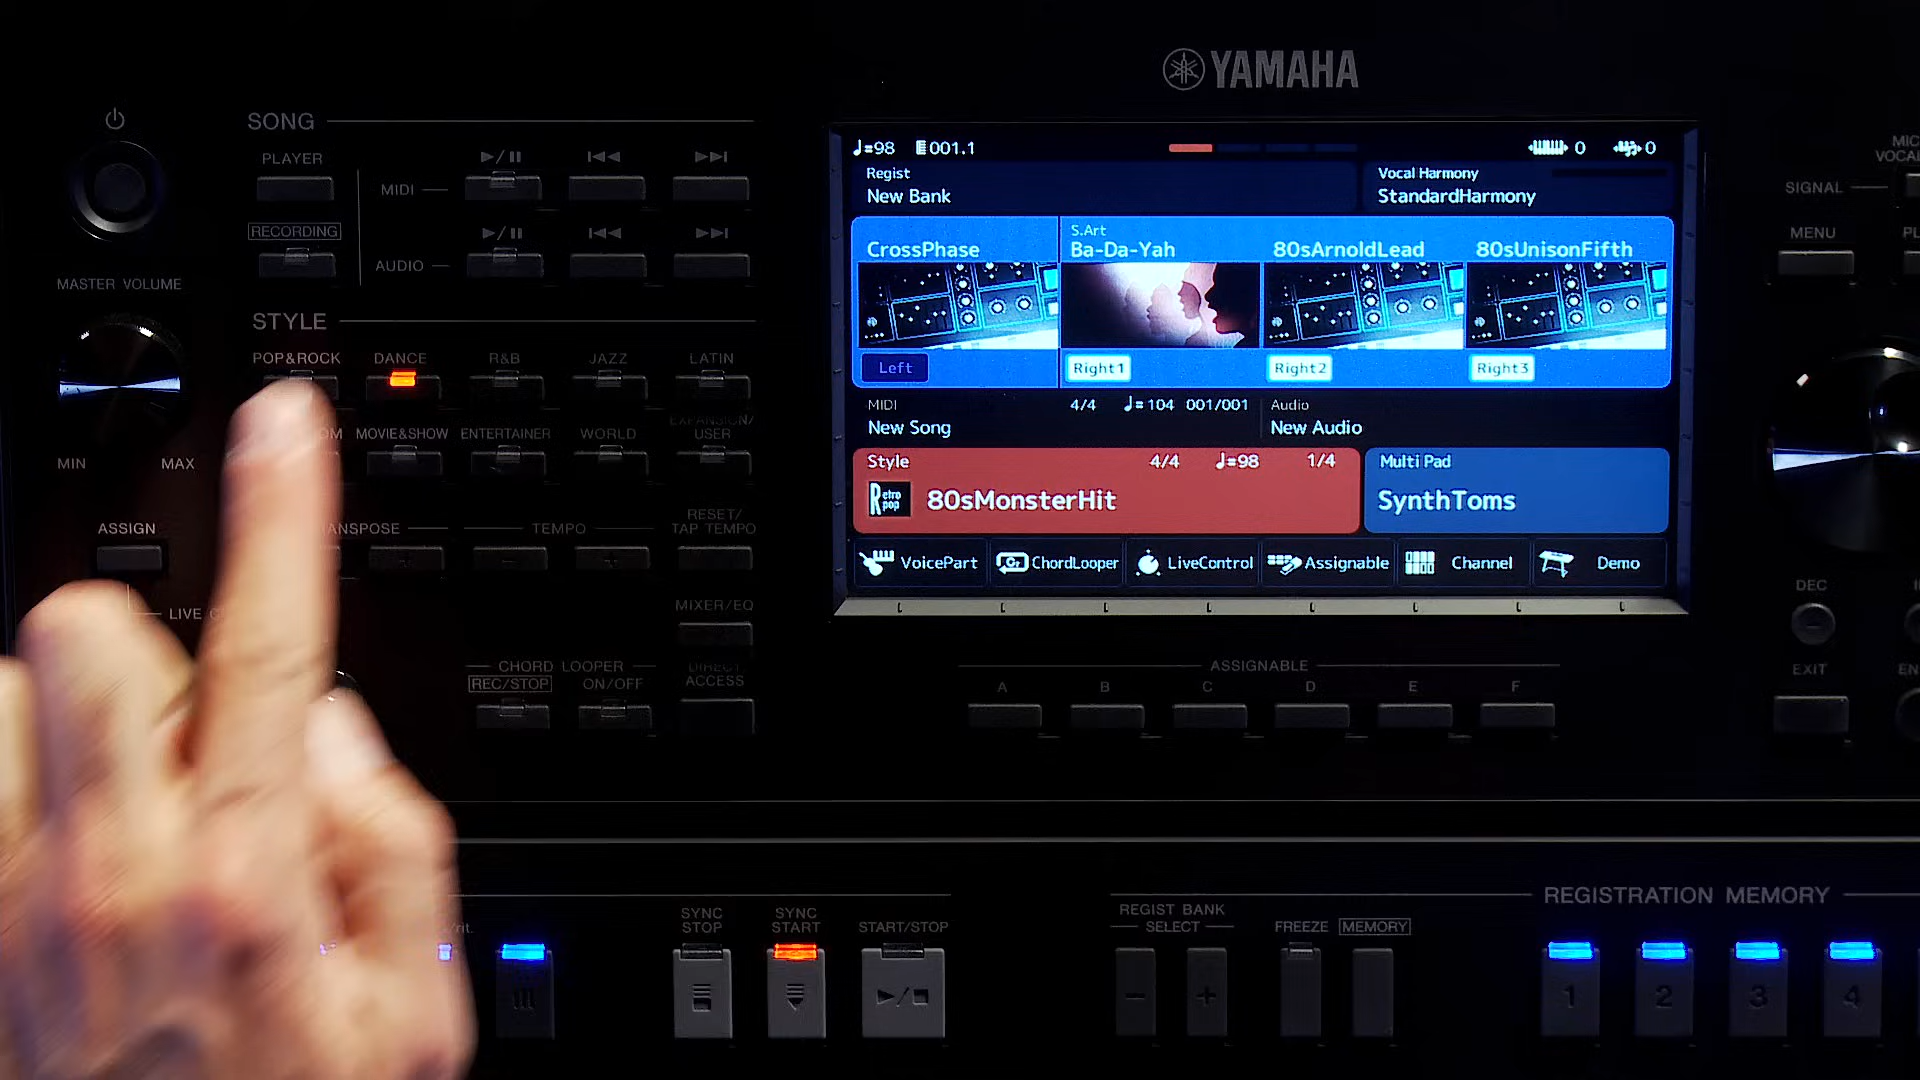 YAMAHA
SONG
PLAYER
MIDI
RECORDING
AUDIO
MASTER VOLUME
MIN
MAX
STYLE
POP&ROCK
DANCE
R&B
JAZZ
LATIN
MOVIE&SHOW
ENTERTAINER
WORLD
EXPANSION/
USER
ASSIGN
TEMPO
RESET/
TAP TEMPO
LIVE
MIXER/EQ
CHORD LOOPER
REC/STOP
ON/OFF
DIRECT
ACCESS
♩=98
001.1
0
0
Regist
New Bank
Vocal Harmony
StandardHarmony
CrossPhase
S.Art
Ba-Da-Yah
80sArnoldLead
80sUnisonFifth
Left
Right1
Right2
Right3
MIDI
4/4
♩=104
001/001
New Song
Audio
New Audio
Style
4/4
♩=98
1/4
Retro
pop
80sMonsterHit
Multi Pad
SynthToms
VoicePart
ChordLooper
LiveControl
Assignable
Channel
Demo
ASSIGNABLE
A
B
C
D
E
F
SIGNAL
MENU
DEC
EXIT
SYNC
STOP
SYNC
START
START/STOP
REGIST BANK
SELECT
-
+
FREEZE
MEMORY
REGISTRATION MEMORY
1
2
3
4